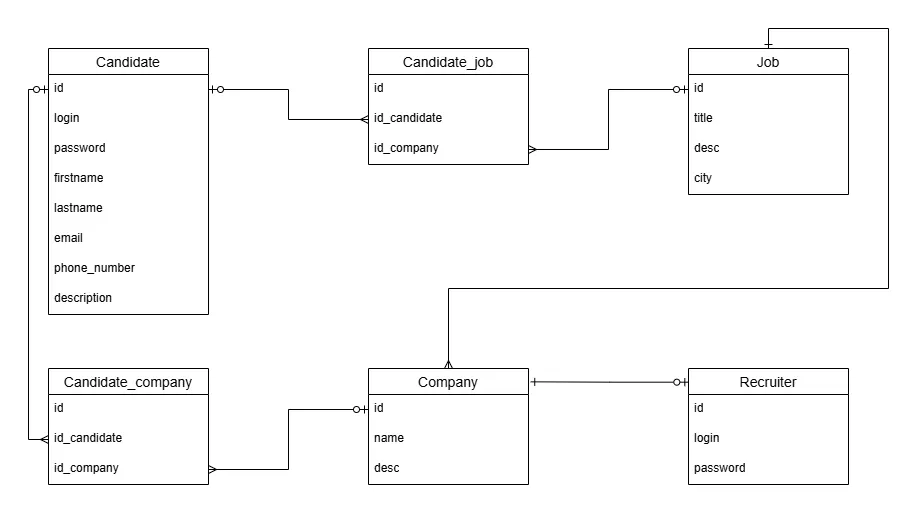 Candidate
id
login
password
firstname
lastname
email
phone_number
description
Candidate_job
id
id_candidate
id_company
Job
id
title
desc
city
Candidate_company
id
id_candidate
id_company
Company
id
name
desc
Recruiter
id
login
password